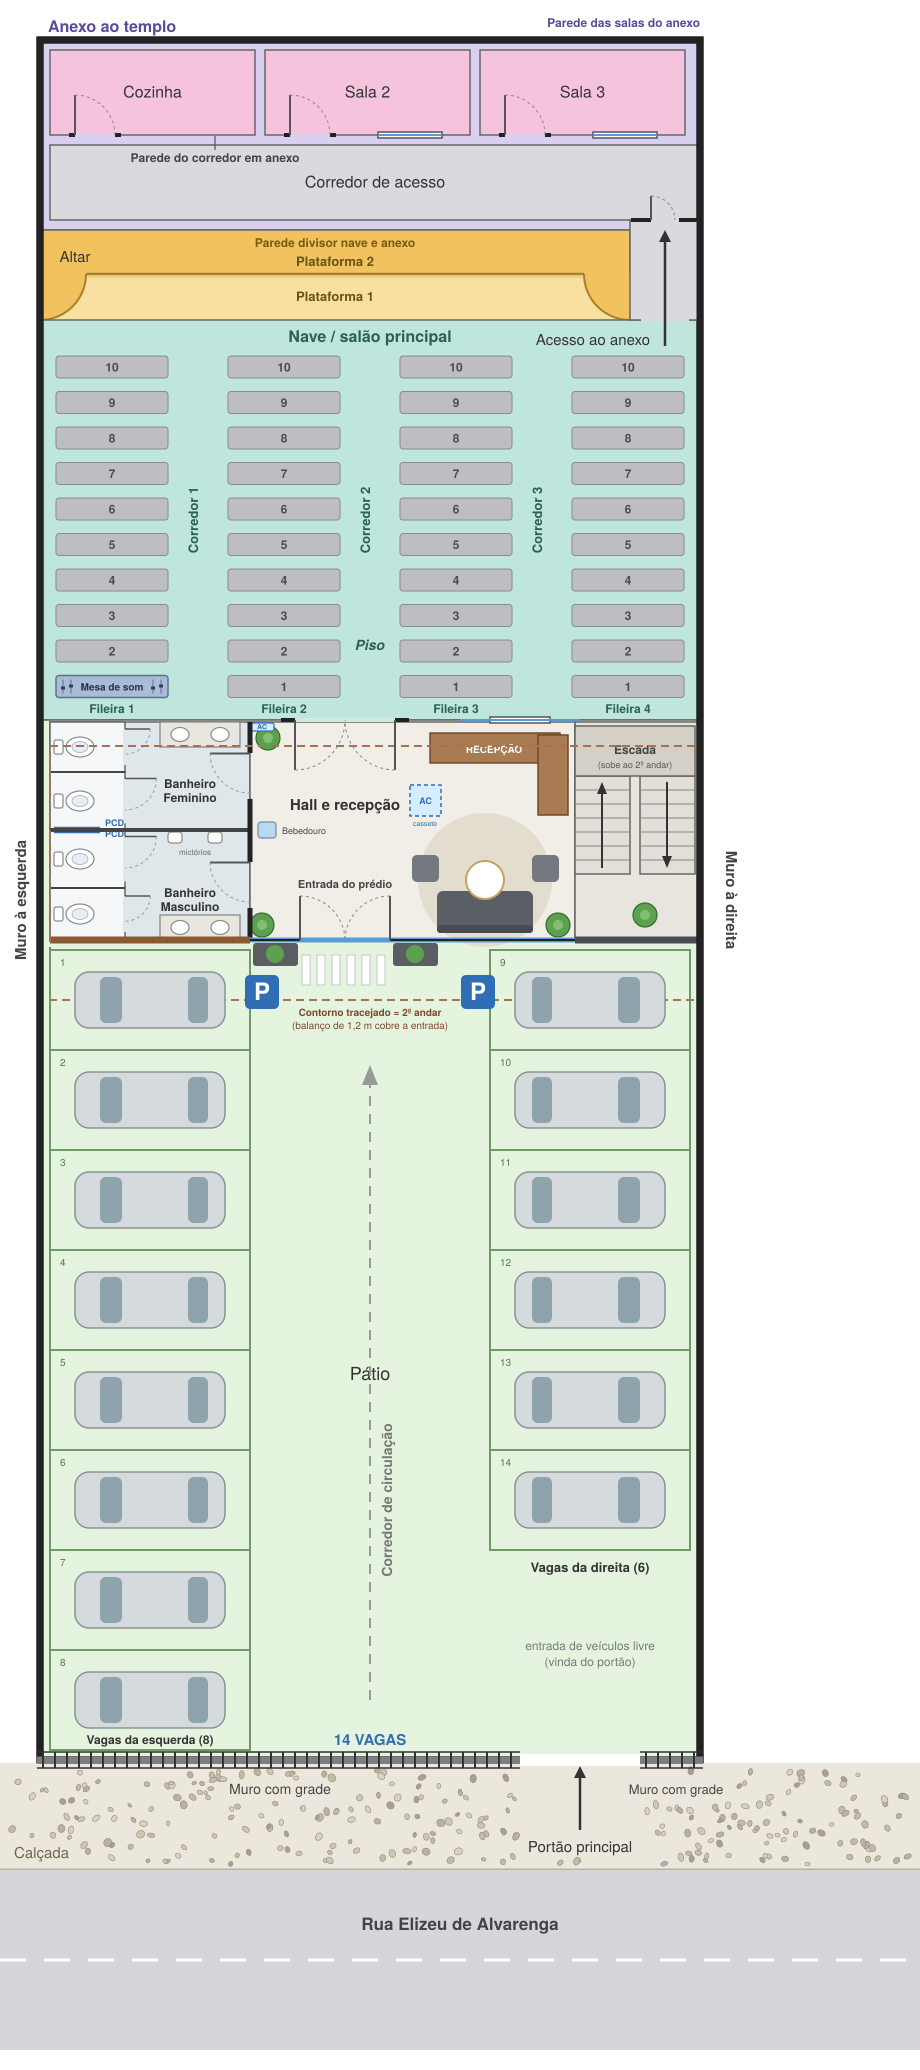 Anexo ao templo
Parede das salas do anexo
Cozinha
Sala 2
Sala 3
Parede do corredor em anexo
Corredor de acesso
Parede divisor nave e anexo
Altar
Plataforma 2
Plataforma 1
Nave / salão principal
Acesso ao anexo
10 10 10 10
9 9 9 9
8 8 8 8
7 7 7 7
Corredor 1
Corredor 2
Corredor 3
6 6 6 6
5 5 5 5
4 4 4 4
3 3 3 3
Piso
2 2 2 2
Mesa de som 1 1 1
Fileira 1 Fileira 2 Fileira 3 Fileira 4
AC
RECEPÇÃO
Escada
(sobe ao 2º andar)
Banheiro
Feminino
Hall e recepção
AC
cassete
PCD
PCD
Bebedouro
mictórios
Entrada do prédio
Banheiro
Masculino
Muro à esquerda
Muro à direita
1
9
P
P
Contorno tracejado = 2º andar
(balanço de 1,2 m cobre a entrada)
2
10
3
11
4
12
5
13
Pátio
Corredor de circulação
6
14
7
Vagas da direita (6)
entrada de veículos livre
(vinda do portão)
8
Vagas da esquerda (8)
14 VAGAS
Muro com grade
Muro com grade
Portão principal
Calçada
Rua Elizeu de Alvarenga